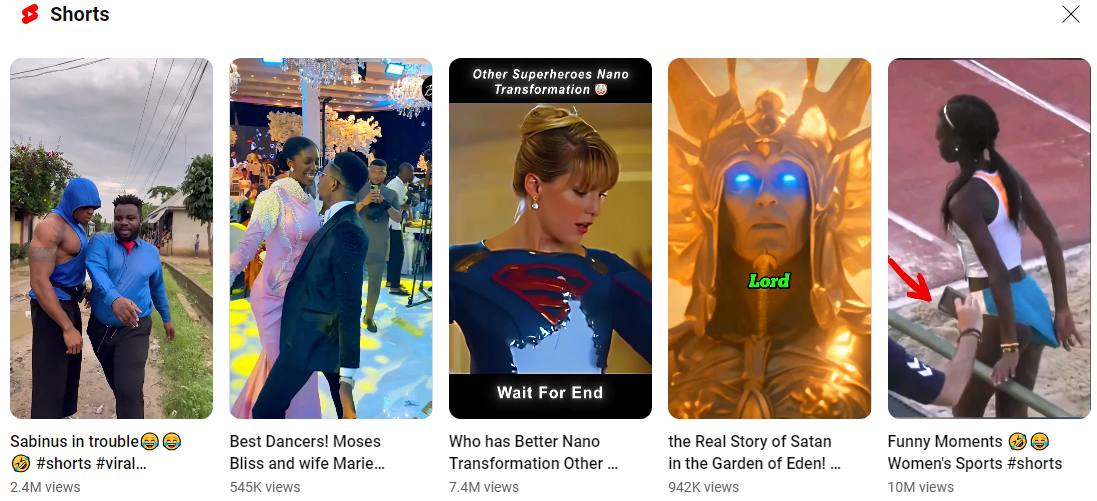 Shorts
Other Superheroes Nano
Transformation 🤡
Wait For End
Lord
Sabinus in trouble😂😂
🤣 #shorts #viral...
2.4M views
Best Dancers! Moses
Bliss and wife Marie...
545K views
Who has Better Nano
Transformation Other ...
7.4M views
the Real Story of Satan
in the Garden of Eden! ...
942K views
Funny Moments 🤣😂
Women's Sports #shorts
10M views